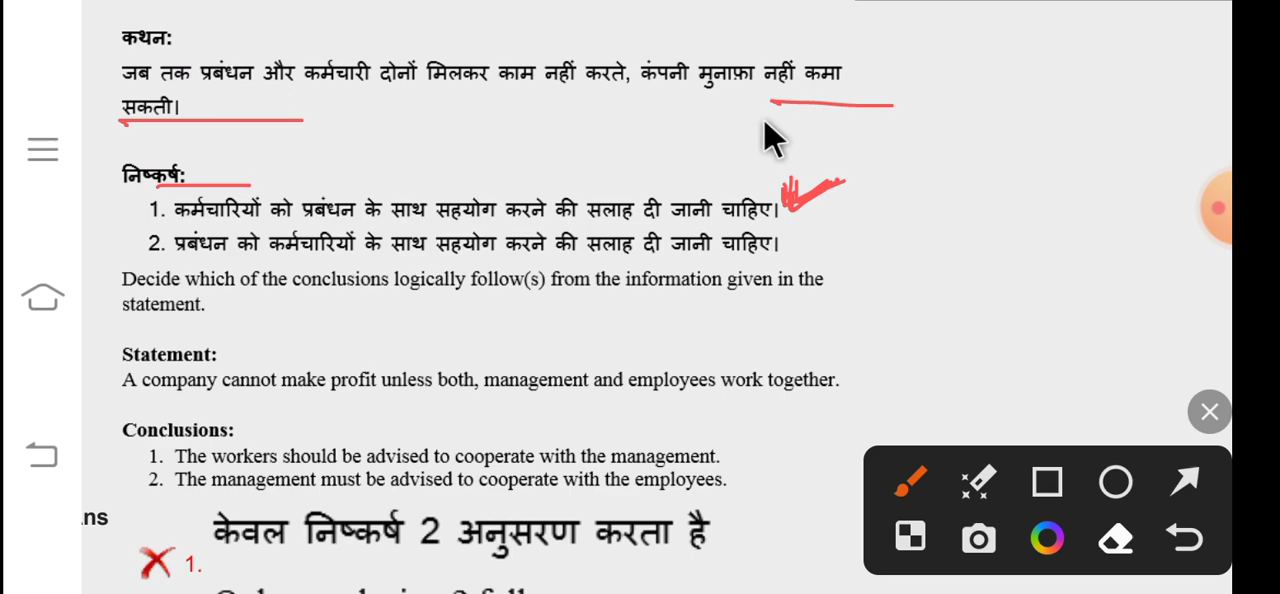 कथन:
जब तक प्रबंधन और कर्मचारी दोनों मिलकर काम नहीं करते, कंपनी मुनाफ़ा नहीं कमा
सकती।
निष्कर्ष:
1. कर्मचारियों को प्रबंधन के साथ सहयोग करने की सलाह दी जानी चाहिए।
2. प्रबंधन को कर्मचारियों के साथ सहयोग करने की सलाह दी जानी चाहिए।
Decide which of the conclusions logically follow(s) from the information given in the
statement.
Statement:
A company cannot make profit unless both, management and employees work together.
Conclusions:
1. The workers should be advised to cooperate with the management.
2. The management must be advised to cooperate with the employees.
ns
केवल निष्कर्ष 2 अनुसरण करता है
1.